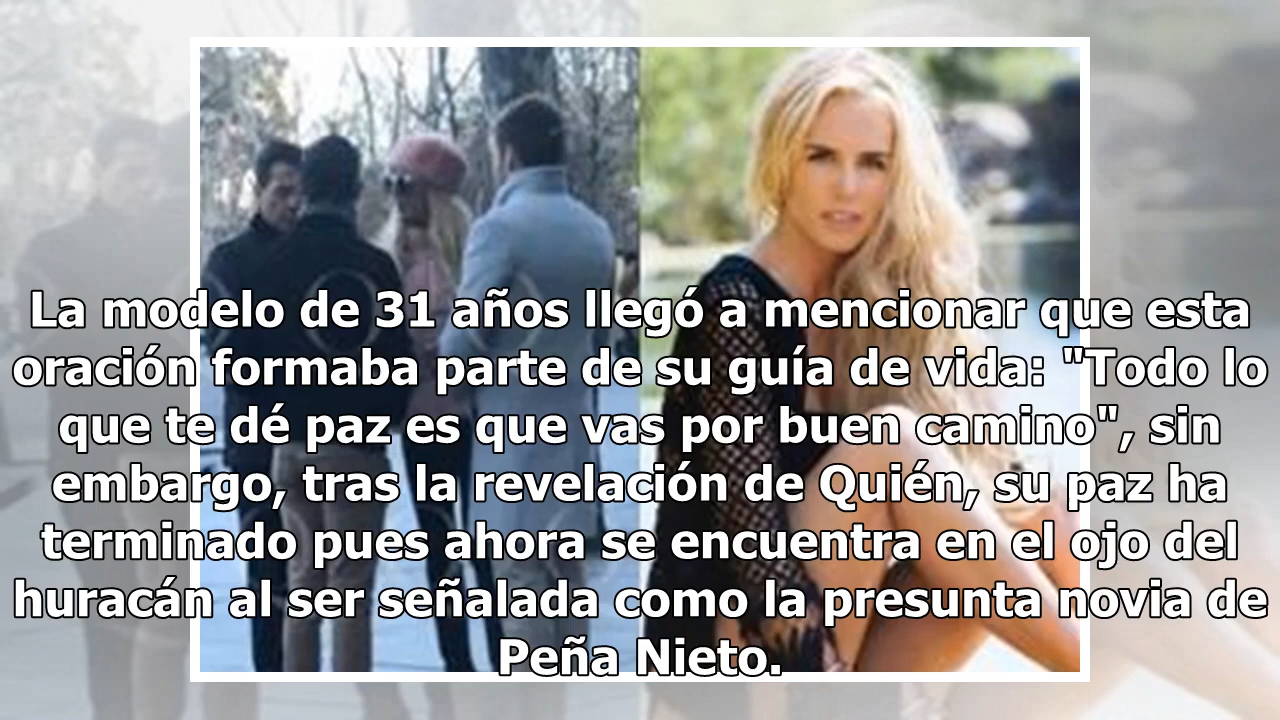 La modelo de 31 años llegó a mencionar que esta
oración formaba parte de su guía de vida: "Todo lo
que te dé paz es que vas por buen camino", sin
embargo, tras la revelación de Quién, su paz ha
terminado pues ahora se encuentra en el ojo del
huracán al ser señalada como la presunta novia de
Peña Nieto.